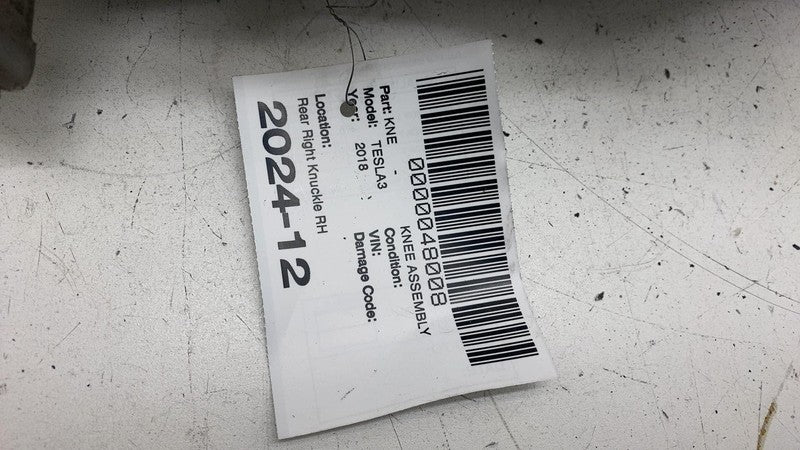 0000048008
Part: KNE - KNEE ASSEMBLY
Model: TESLA3 Condition:
Year: 2018 VIN:
Damage Code:
Location:
Rear Right Knuckle RH
2024-12